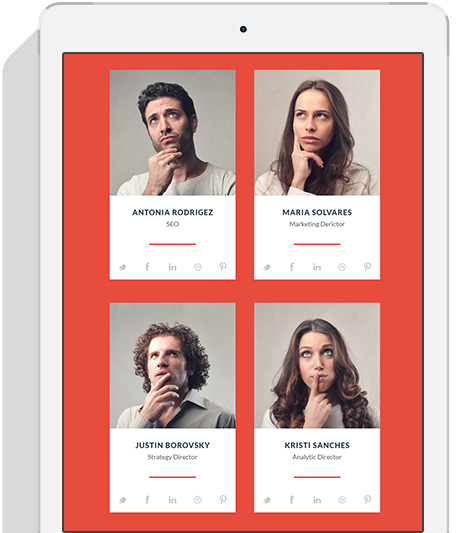 ANTONIA RODRIGEZ
SEO
MARIA SOLVARES
Marketing Derictor
JUSTIN BOROVSKY
Strategy Director
KRISTI SANCHES
Analytic Director